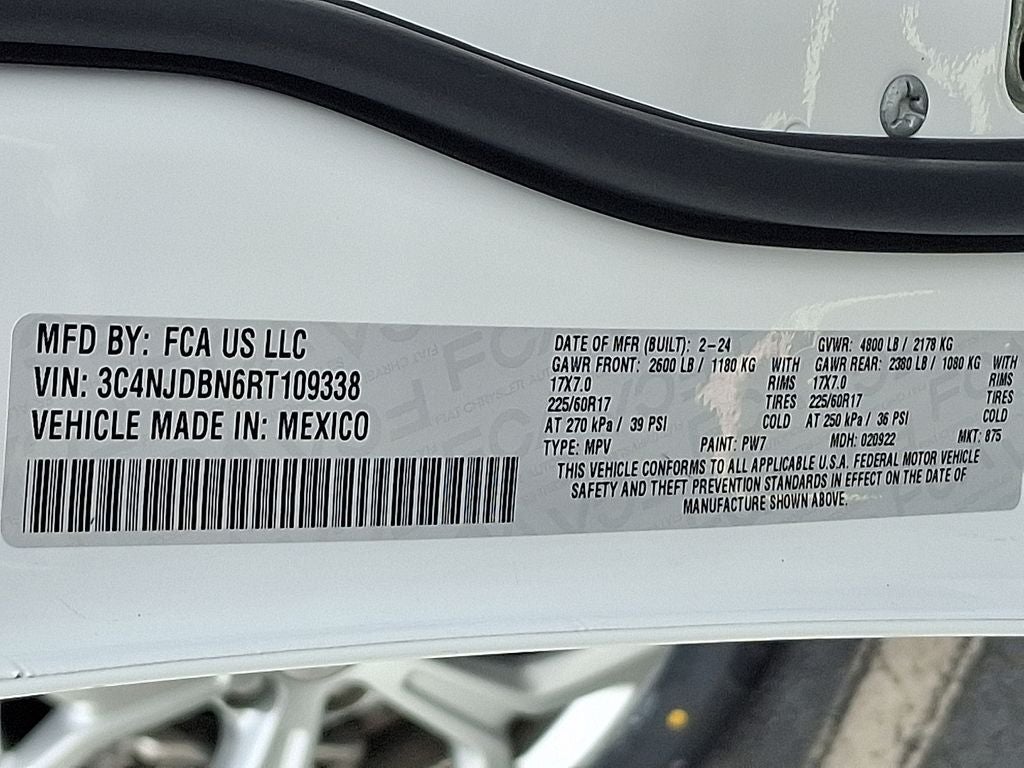 MFD BY: FCA US LLC
VIN: 3C4NJDBN6RT109338
VEHICLE MADE IN: MEXICO
DATE OF MFR (BUILT): 2-24 GVWR: 4800 LB / 2178 KG
GAWR FRONT: 2600 LB / 1180 KG WITH GAWR REAR: 2380 LB / 1080 KG WITH
17X7.0 RIMS 17X7.0 RIMS
225/60R17 TIRES 225/60R17 TIRES
AT 270 kPa / 39 PSI COLD AT 250 kPa / 36 PSI COLD
TYPE: MPV PAINT: PW7 MDH: 020922 MKT: 875
THIS VEHICLE CONFORMS TO ALL APPLICABLE U.S.A. FEDERAL MOTOR VEHICLE
SAFETY AND THEFT PREVENTION STANDARDS IN EFFECT ON THE DATE OF
MANUFACTURE SHOWN ABOVE.